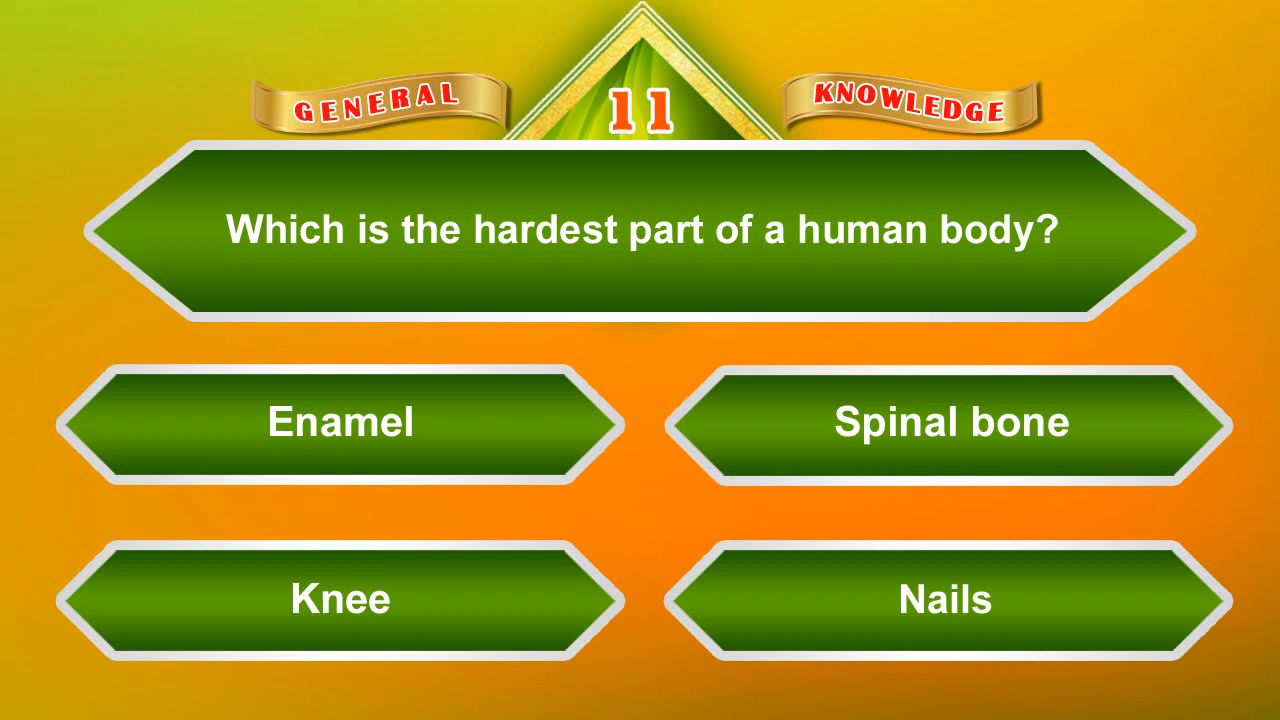 GENERAL
11
KNOWLEDGE
Which is the hardest part of a human body?
Enamel
Spinal bone
Knee
Nails